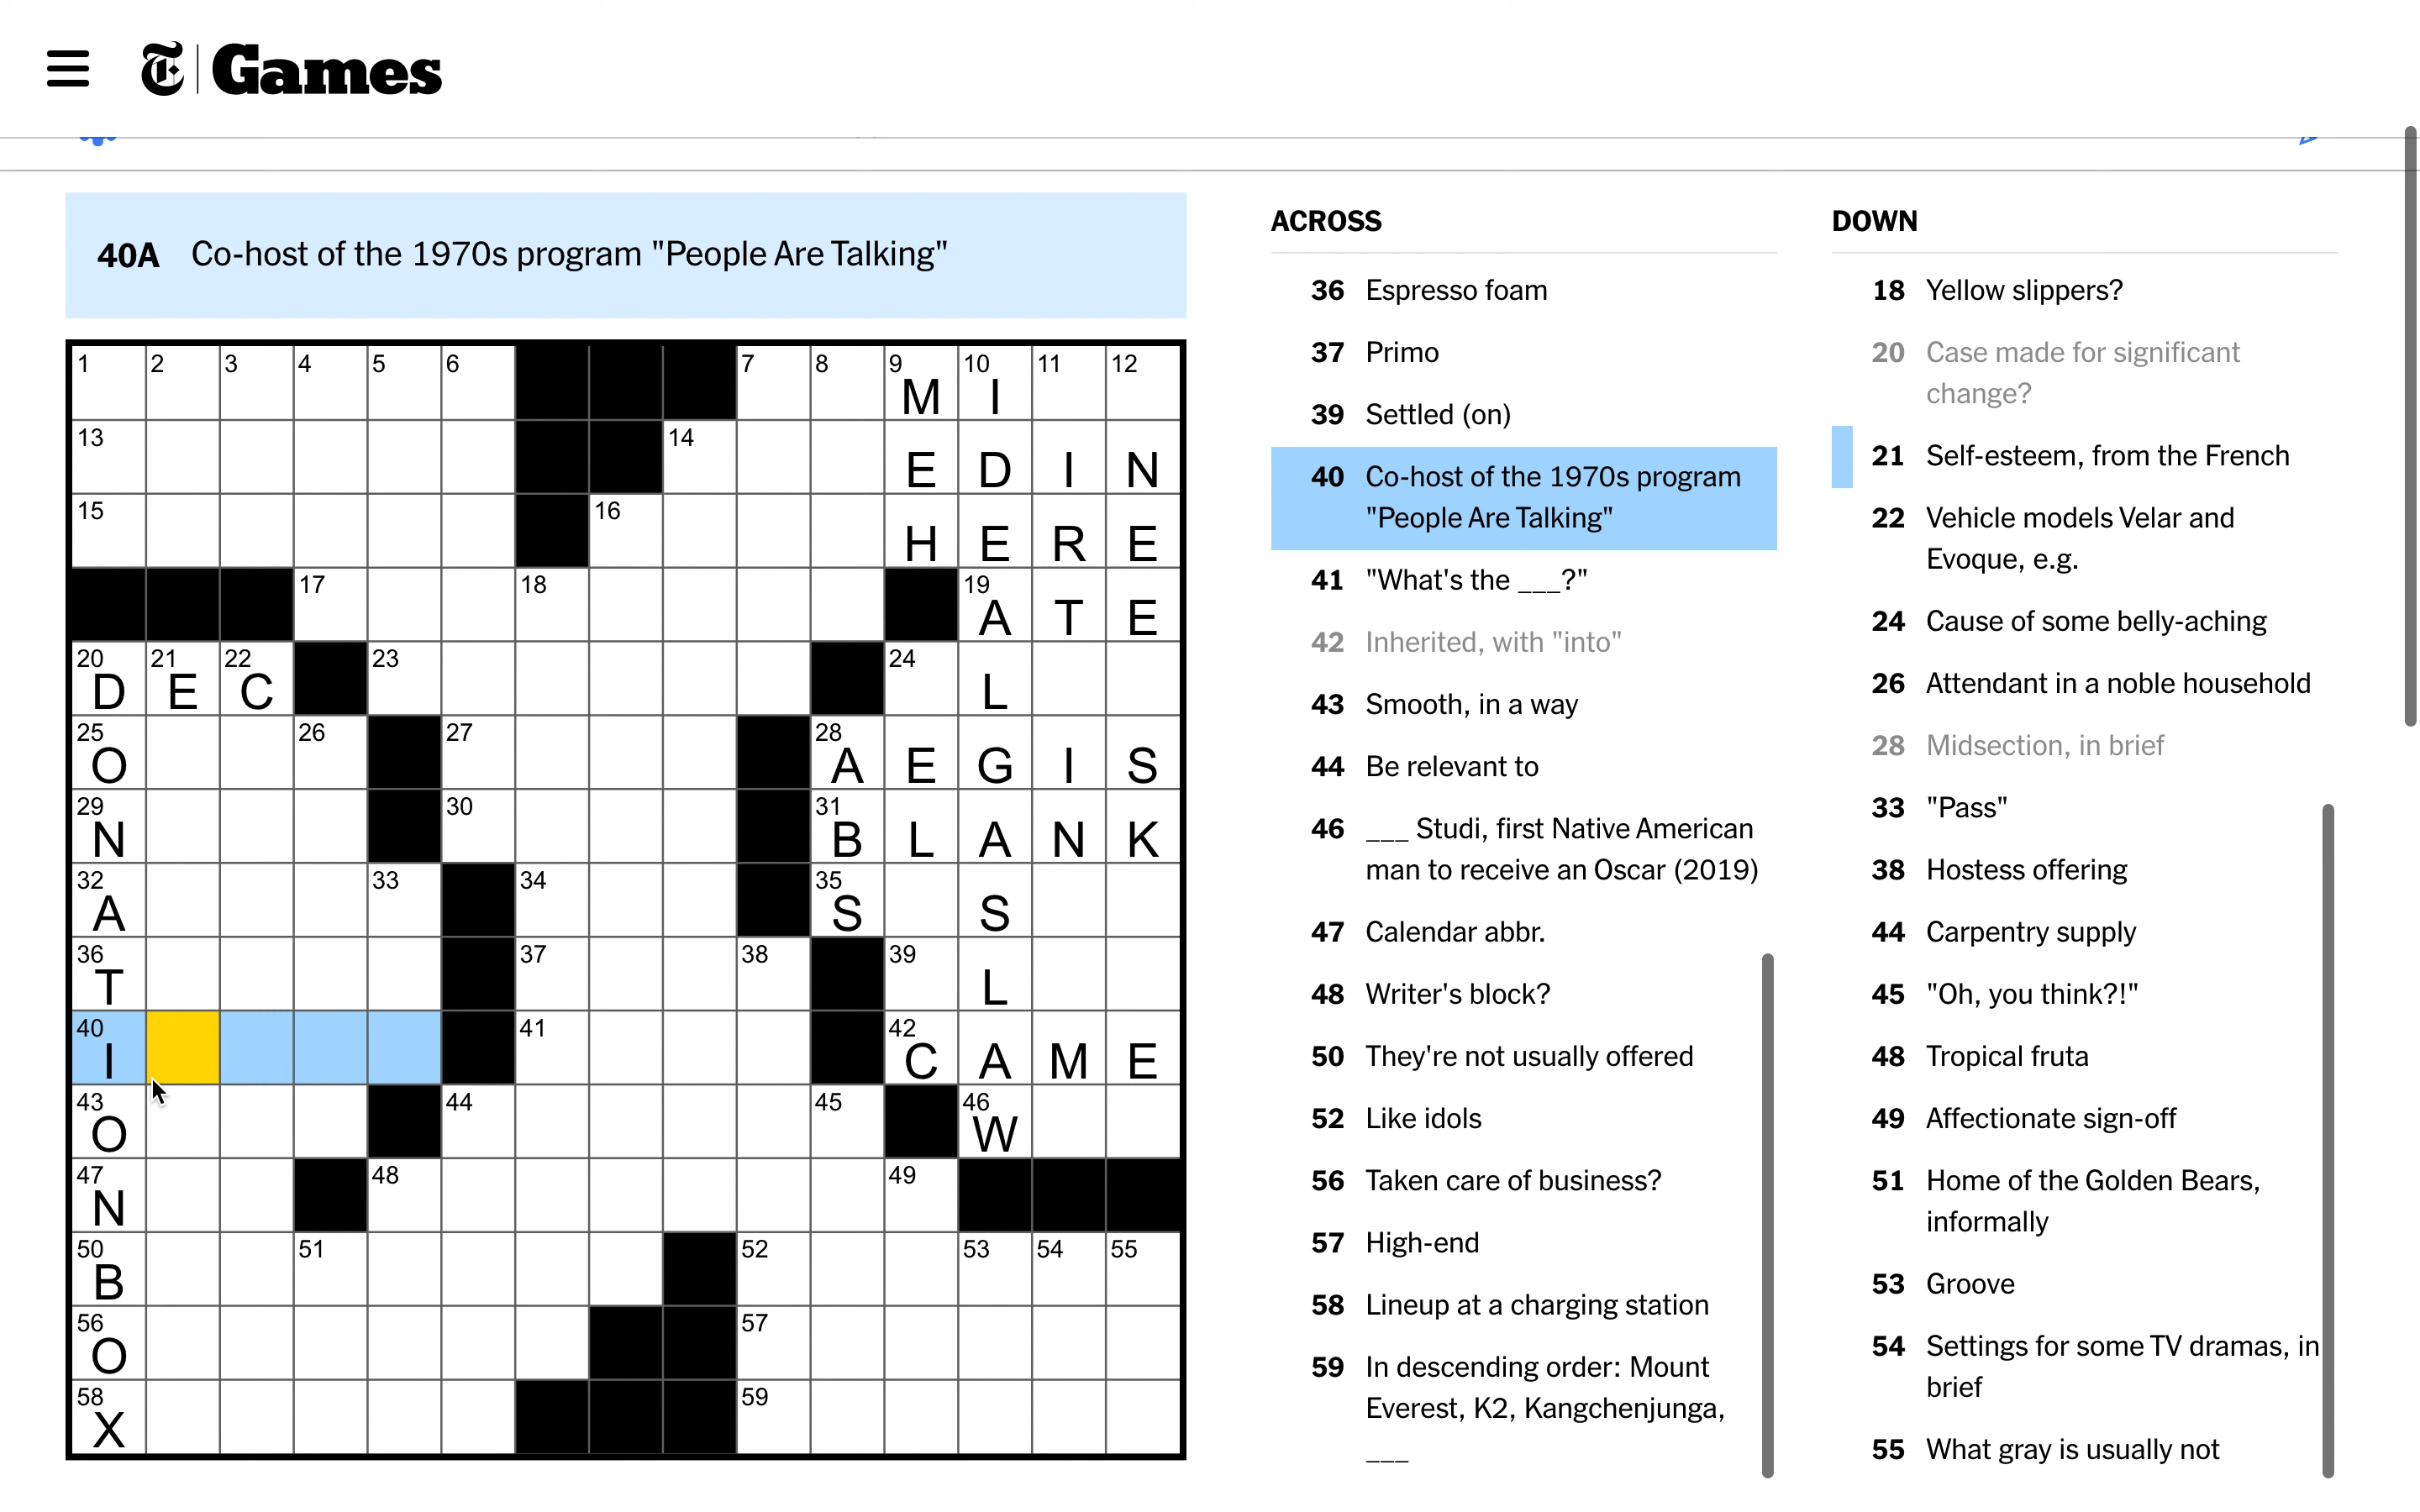 T Games
40A Co-host of the 1970s program "People Are Talking"
1 2 3 4 5 6 7 8 9 10 11 12
M I
13 14
E D I N
15 16
H E R E
17 18 19
A T E
20 21 22 23 24
D E C L
25 26 27 28
O A E G I S
29 30 31
N B L A N K
32 33 34 35
A S S
36 37 38 39
T L
40 41 42
I C A M E
43 44 45 46
O W
47 48 49
N
50 51 52 53 54 55
B
56 57
O
58 59
X
ACROSS
36 Espresso foam
37 Primo
39 Settled (on)
40 Co-host of the 1970s program
"People Are Talking"
41 "What's the ___?"
42 Inherited, with "into"
43 Smooth, in a way
44 Be relevant to
46 ___ Studi, first Native American
man to receive an Oscar (2019)
47 Calendar abbr.
48 Writer's block?
50 They're not usually offered
52 Like idols
56 Taken care of business?
57 High-end
58 Lineup at a charging station
59 In descending order: Mount
Everest, K2, Kangchenjunga,
___
DOWN
18 Yellow slippers?
20 Case made for significant
change?
21 Self-esteem, from the French
22 Vehicle models Velar and
Evoque, e.g.
24 Cause of some belly-aching
26 Attendant in a noble household
28 Midsection, in brief
33 "Pass"
38 Hostess offering
44 Carpentry supply
45 "Oh, you think?!"
48 Tropical fruta
49 Affectionate sign-off
51 Home of the Golden Bears,
informally
53 Groove
54 Settings for some TV dramas, in
brief
55 What gray is usually not